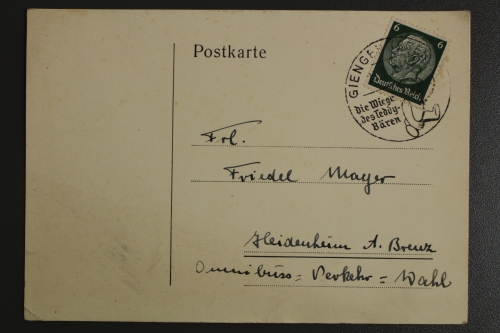 Postkarte
6 6
Deutsches Reich
GIENGEN
die Wiege
des Teddy-
Bären
Frl.
Friedel Mayer
Heidenheim A. Brenz
Omnibuss = Verkehr = Wahl